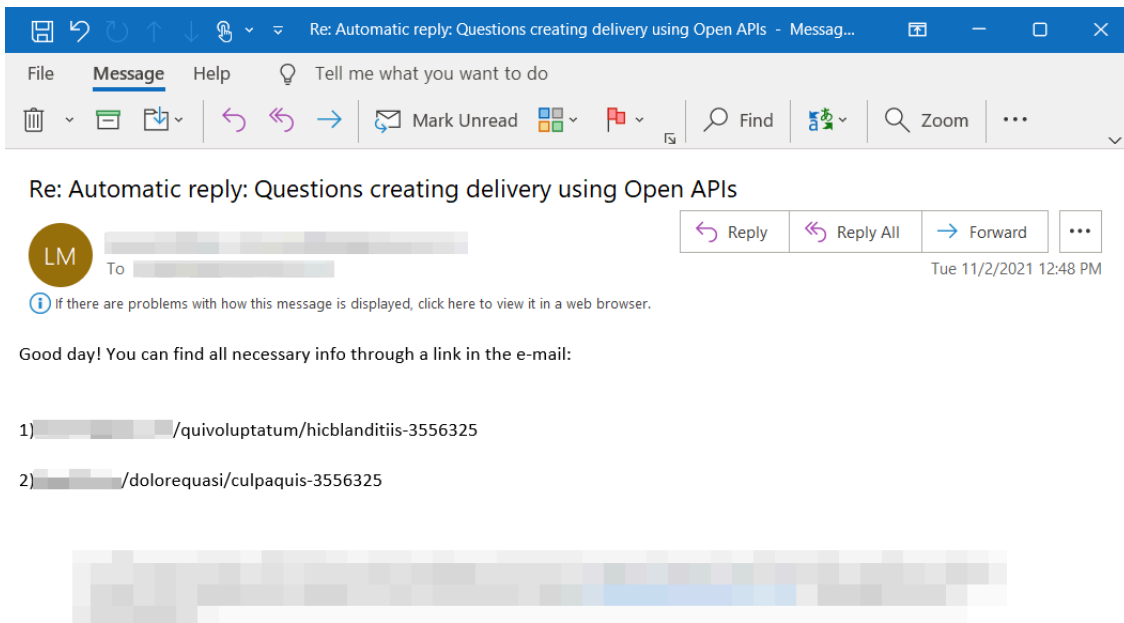 Re: Automatic reply: Questions creating delivery using Open APIs - Messag...
File Message Help Tell me what you want to do
Mark Unread Find Zoom
Re: Automatic reply: Questions creating delivery using Open APIs
LM
Reply Reply All Forward
To
Tue 11/2/2021 12:48 PM
If there are problems with how this message is displayed, click here to view it in a web browser.
Good day! You can find all necessary info through a link in the e-mail:
1) /quivoluptatum/hicblanditiis-3556325
2) /dolorequasi/culpaquis-3556325